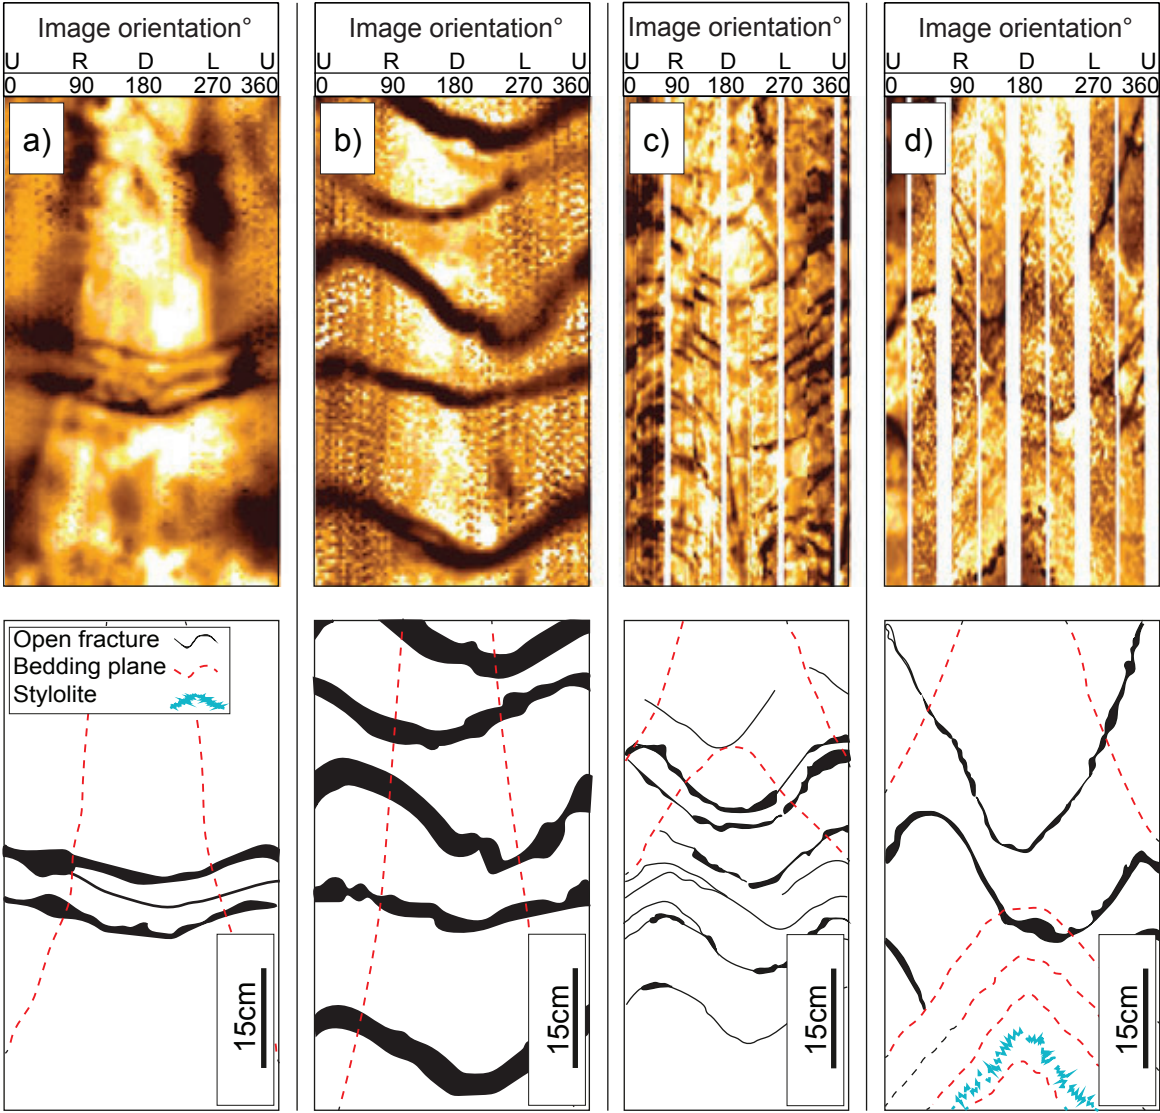 Image orientation°
U R D L U
0 90 180 270 360
a)
Image orientation°
U R D L U
0 90 180 270 360
b)
Image orientation°
U R D L U
0 90 180 270 360
c)
Image orientation°
U R D L U
0 90 180 270 360
d)
Open fracture
Bedding plane
Stylolite
15cm
15cm
15cm
15cm